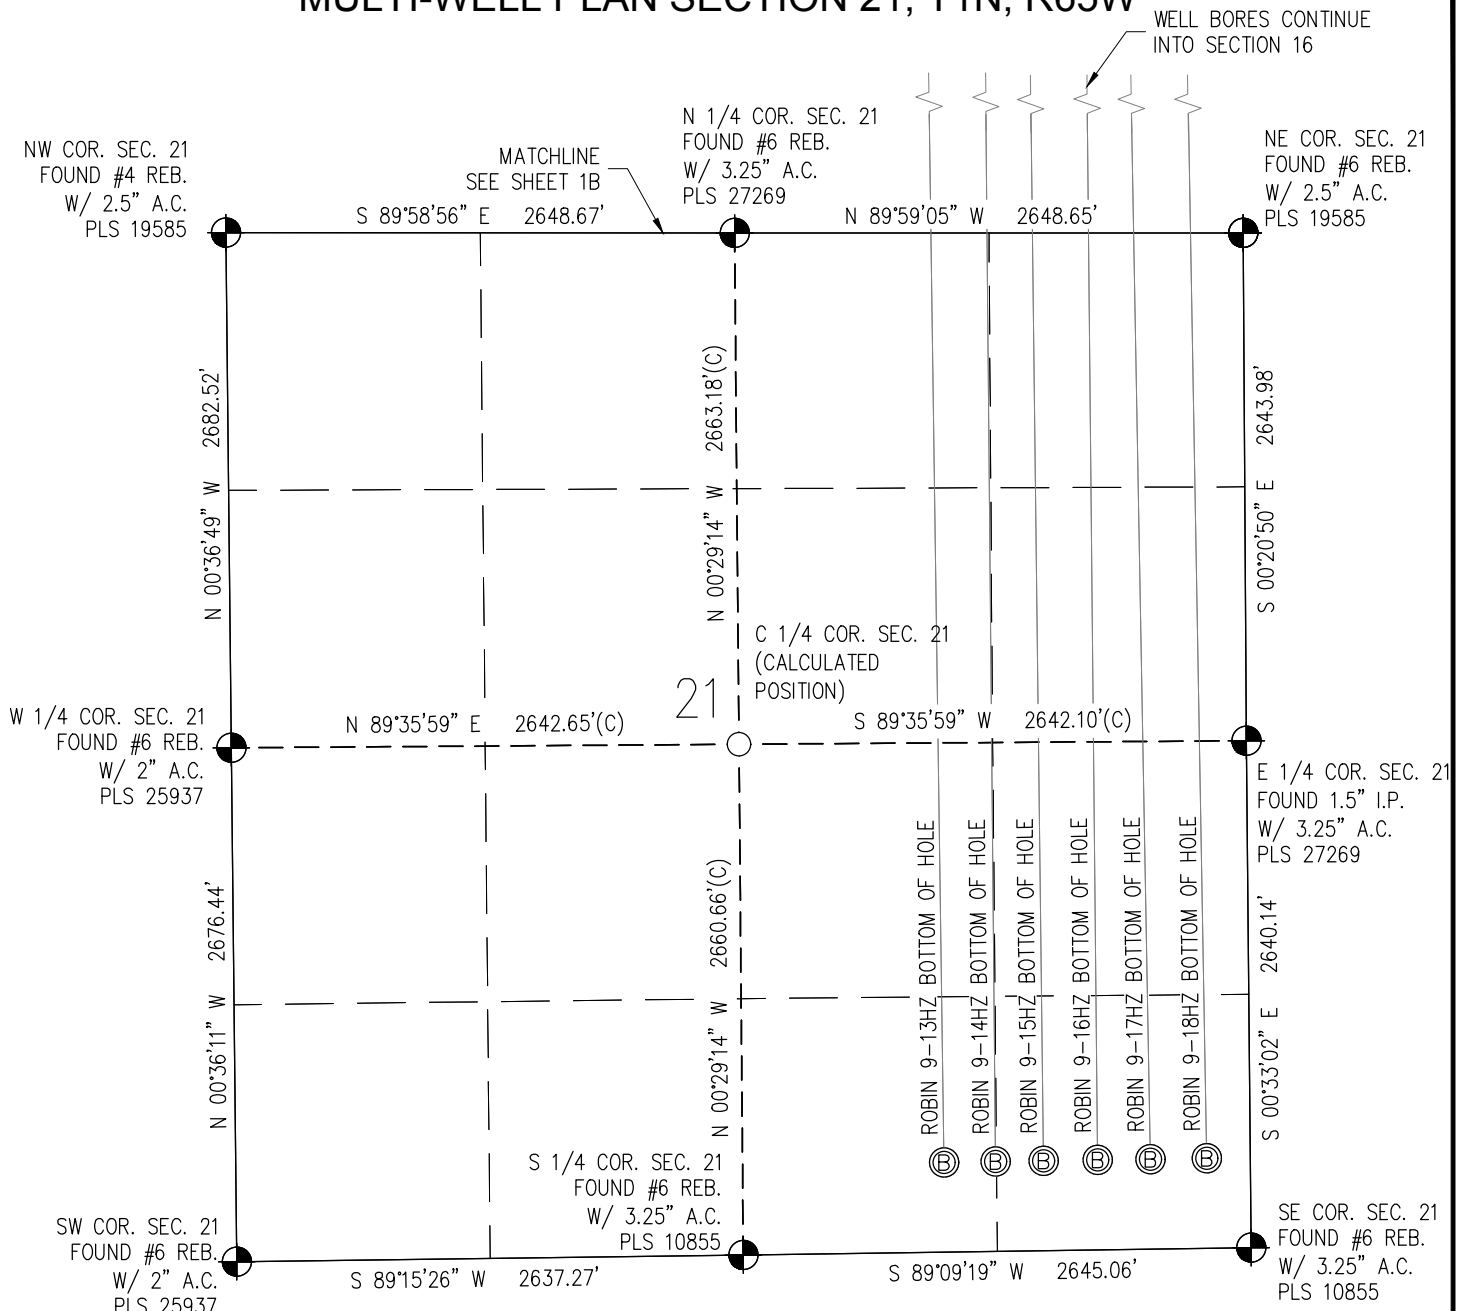 MULTI-WELL PLAN SECTION 21, T1N, R65W
WELL BORES CONTINUE
INTO SECTION 16
NW COR. SEC. 21
FOUND #4 REB.
W/ 2.5" A.C.
PLS 19585
MATCHLINE
SEE SHEET 1B
N 1/4 COR. SEC. 21
FOUND #6 REB.
W/ 3.25" A.C.
PLS 27269
NE COR. SEC. 21
FOUND #6 REB.
W/ 2.5" A.C.
PLS 19585
S 89°58'56" E 2648.67'
N 89°59'05" W 2648.65'
N 00°36'49" W 2682.52'
N 00°29'14" W 2663.18'(C)
S 00°20'50" E 2643.98'
C 1/4 COR. SEC. 21
(CALCULATED
POSITION)
21
W 1/4 COR. SEC. 21
FOUND #6 REB.
W/ 2" A.C.
PLS 25937
N 89°35'59" E 2642.65'(C)
S 89°35'59" W 2642.10'(C)
E 1/4 COR. SEC. 21
FOUND 1.5" I.P.
W/ 3.25" A.C.
PLS 27269
N 00°36'11" W 2676.44'
N 00°29'14" W 2660.66'(C)
ROBIN 9-13HZ BOTTOM OF HOLE
ROBIN 9-14HZ BOTTOM OF HOLE
ROBIN 9-15HZ BOTTOM OF HOLE
ROBIN 9-16HZ BOTTOM OF HOLE
ROBIN 9-17HZ BOTTOM OF HOLE
ROBIN 9-18HZ BOTTOM OF HOLE
S 00°33'02" E 2640.14'
B B B B B B
S 1/4 COR. SEC. 21
FOUND #6 REB.
W/ 3.25" A.C.
PLS 10855
SW COR. SEC. 21
FOUND #6 REB.
W/ 2" A.C.
PLS 25937
S 89°15'26" W 2637.27'
S 89°09'19" W 2645.06'
SE COR. SEC. 21
FOUND #6 REB.
W/ 3.25" A.C.
PLS 10855